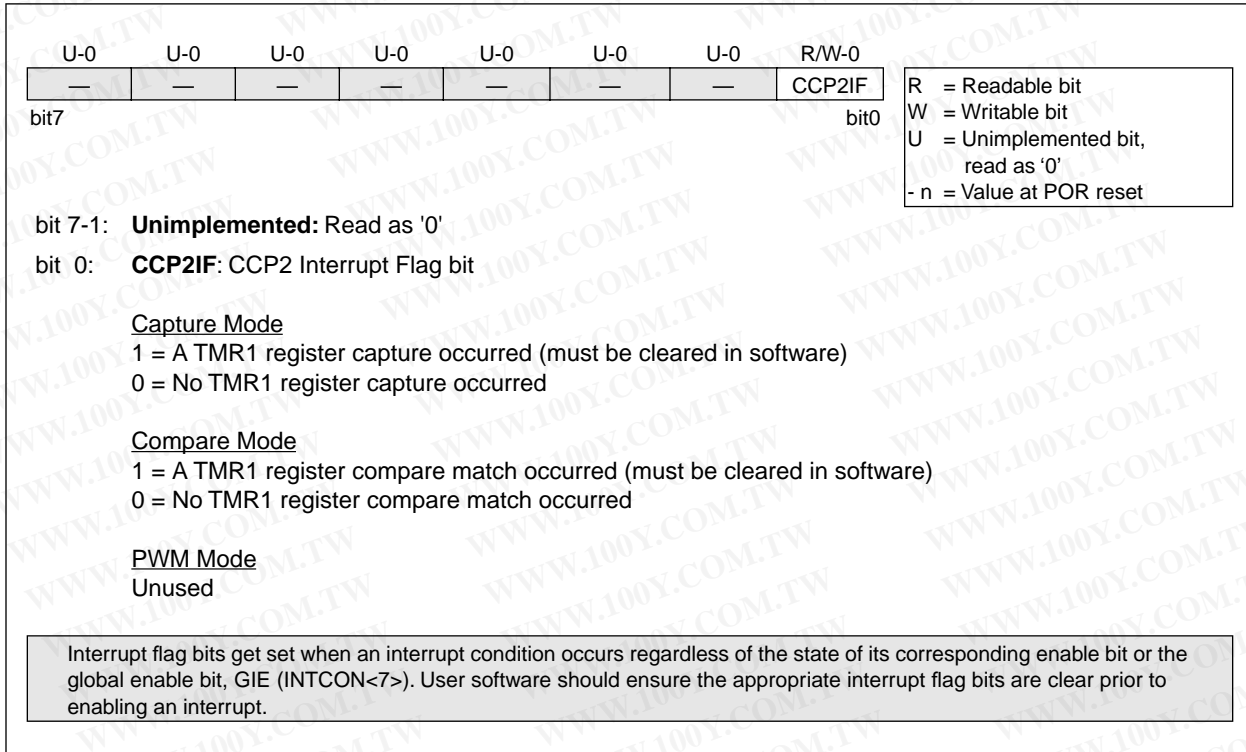 U-0 U-0 U-0 U-0 U-0 U-0 U-0 R/W-0
— — — — — — — CCP2IF
bit7 bit0
R = Readable bit
W = Writable bit
U = Unimplemented bit,
read as ‘0’
- n = Value at POR reset
bit 7-1: Unimplemented: Read as '0'
bit 0: CCP2IF: CCP2 Interrupt Flag bit
Capture Mode
1 = A TMR1 register capture occurred (must be cleared in software)
0 = No TMR1 register capture occurred
Compare Mode
1 = A TMR1 register compare match occurred (must be cleared in software)
0 = No TMR1 register compare match occurred
PWM Mode
Unused
Interrupt flag bits get set when an interrupt condition occurs regardless of the state of its corresponding enable bit or the
global enable bit, GIE (INTCON<7>). User software should ensure the appropriate interrupt flag bits are clear prior to
enabling an interrupt.
WWW.100Y.COM.TW